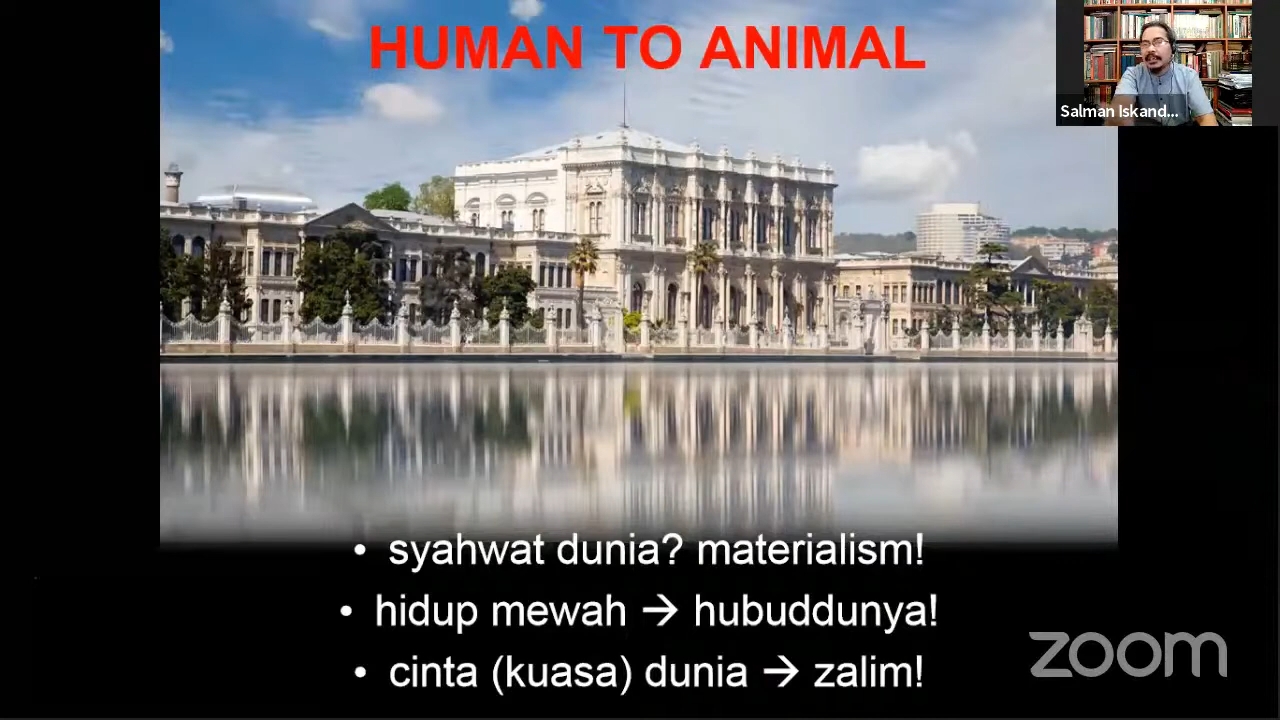 HUMAN TO ANIMAL
Salman Iskand...
• syahwat dunia? materialism!
• hidup mewah → hubuddunya!
• cinta (kuasa) dunia → zalim!
zoom